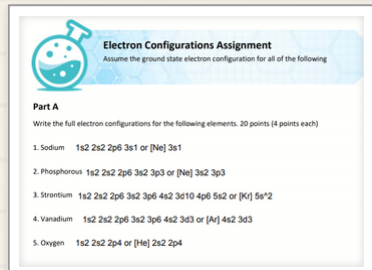 Electron Configurations Assignment
Assume the ground state electron configuration for all of the following
Part A
Write the full electron configurations for the following elements. 20 points (4 points each)
1. Sodium 1s2 2s2 2p6 3s1 or [Ne] 3s1
2. Phosphorous 1s2 2s2 2p6 3s2 3p3 or [Ne] 3s2 3p3
3. Strontium 1s2 2s2 2p6 3s2 3p6 4s2 3d10 4p6 5s2 or [Kr] 5s^2
4. Vanadium 1s2 2s2 2p6 3s2 3p6 4s2 3d3 or [Ar] 4s2 3d3
5. Oxygen 1s2 2s2 2p4 or [He] 2s2 2p4